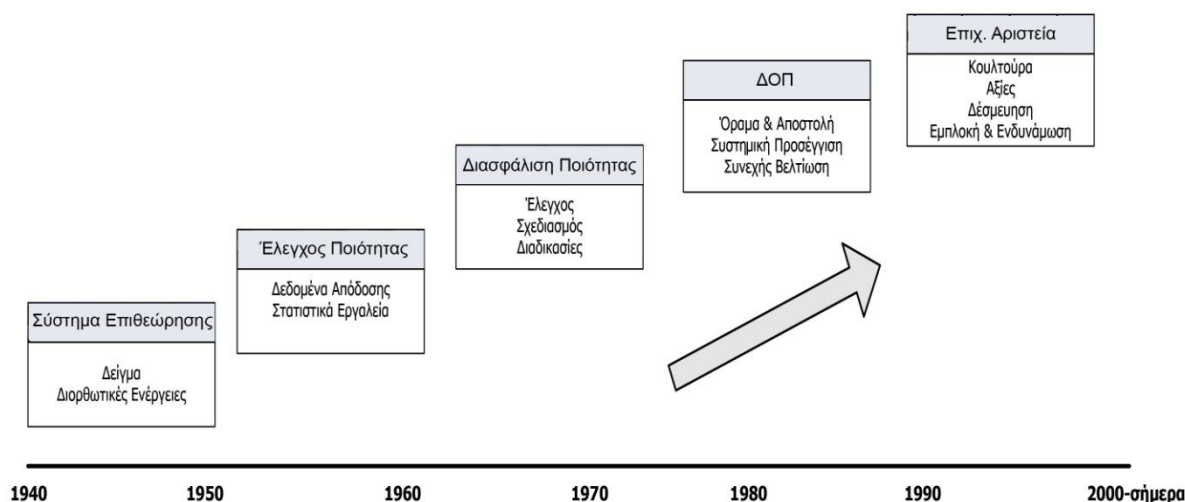 Επιχ. Αριστεία
Κουλτούρα
Αξίες
Δέσμευση
Εμπλοκή & Ενδυνάμωση
ΔΟΠ
Όραμα & Αποστολή
Συστημική Προσέγγιση
Συνεχής Βελτίωση
Διασφάλιση Ποιότητας
Έλεγχος
Σχεδιασμός
Διαδικασίες
Έλεγχος Ποιότητας
Δεδομένα Απόδοσης
Στατιστικά Εργαλεία
Σύστημα Επιθεώρησης
Δείγμα
Διορθωτικές Ενέργειες
1940 1950 1960 1970 1980 1990 2000-σήμερα